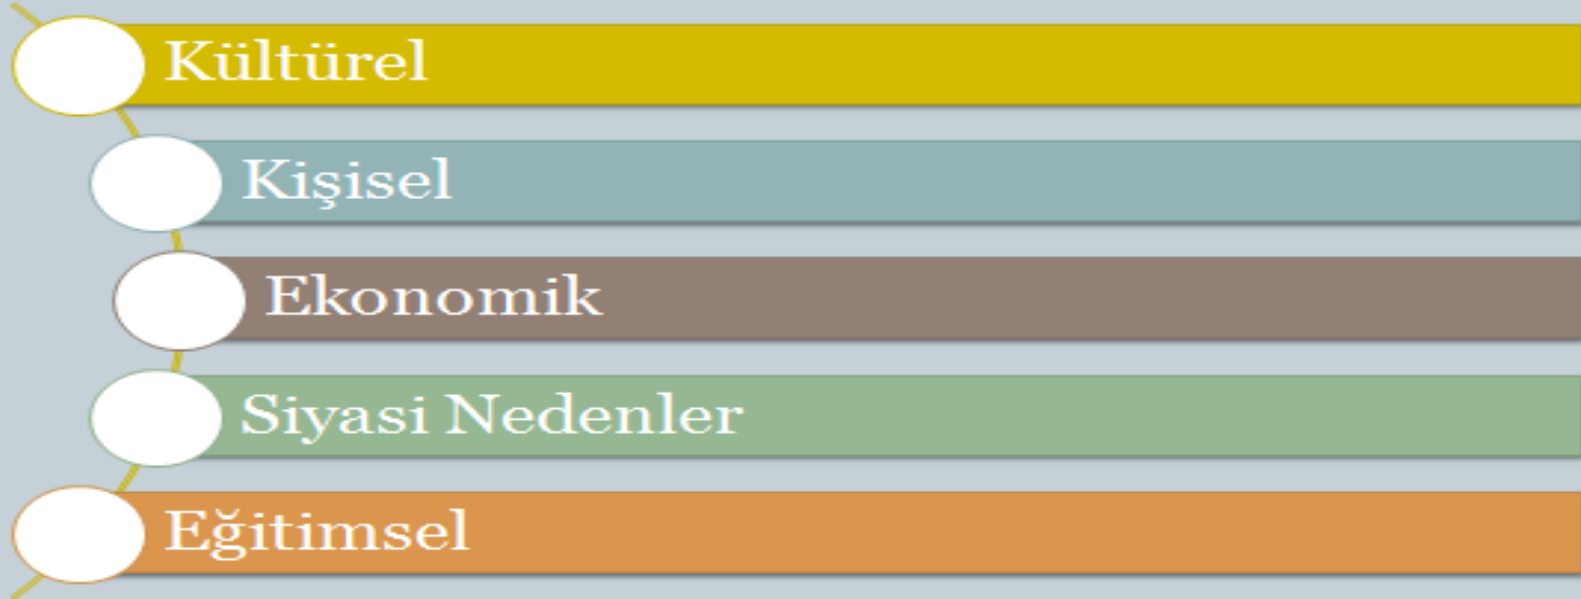 Kültürel
Kişisel
Ekonomik
Siyasi Nedenler
Eğitimsel